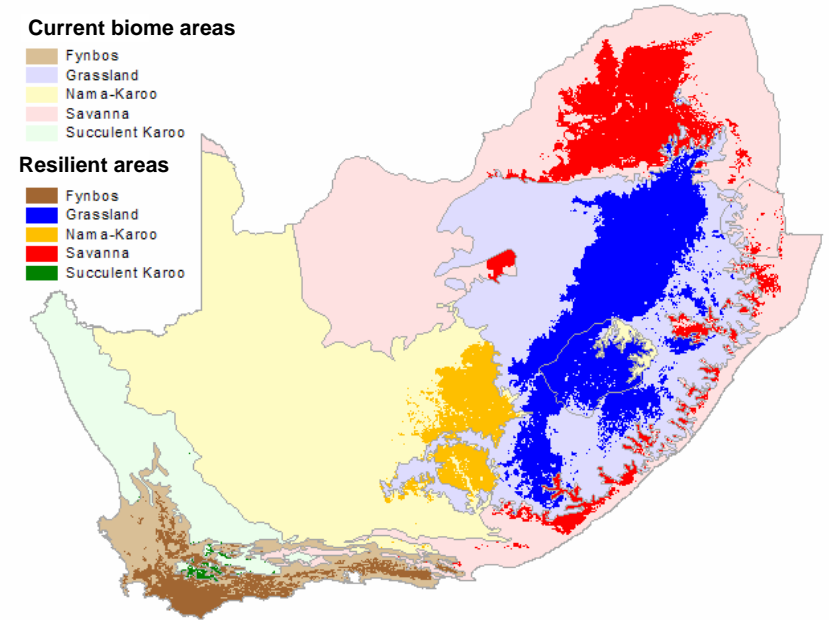 Current biome areas
Fynbos
Grassland
Nama-Karoo
Savanna
Succulent Karoo
Resilient areas
Fynbos
Grassland
Nama-Karoo
Savanna
Succulent Karoo